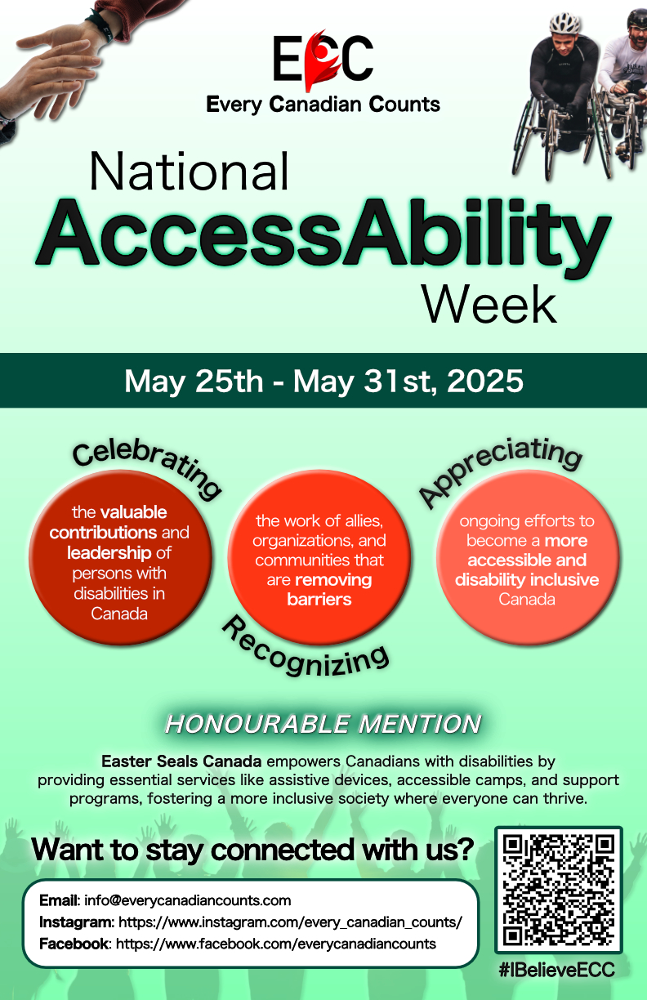 ECC
Every Canadian Counts
National
AccessAbility
Week
May 25th - May 31st, 2025
Celebrating
the valuable
contributions and
leadership of
persons with
disabilities in
Canada
the work of allies,
organizations, and
communities that
are removing
barriers
Recognizing
Appreciating
ongoing efforts to
become a more
accessible and
disability inclusive
Canada
HONOURABLE MENTION
Easter Seals Canada empowers Canadians with disabilities by
providing essential services like assistive devices, accessible camps, and support
programs, fostering a more inclusive society where everyone can thrive.
Want to stay connected with us?
Email: info@everycanadiancounts.com
Instagram: https://www.instagram.com/every_canadian_counts/
Facebook: https://www.facebook.com/everycanadiancounts
#IBelieveECC